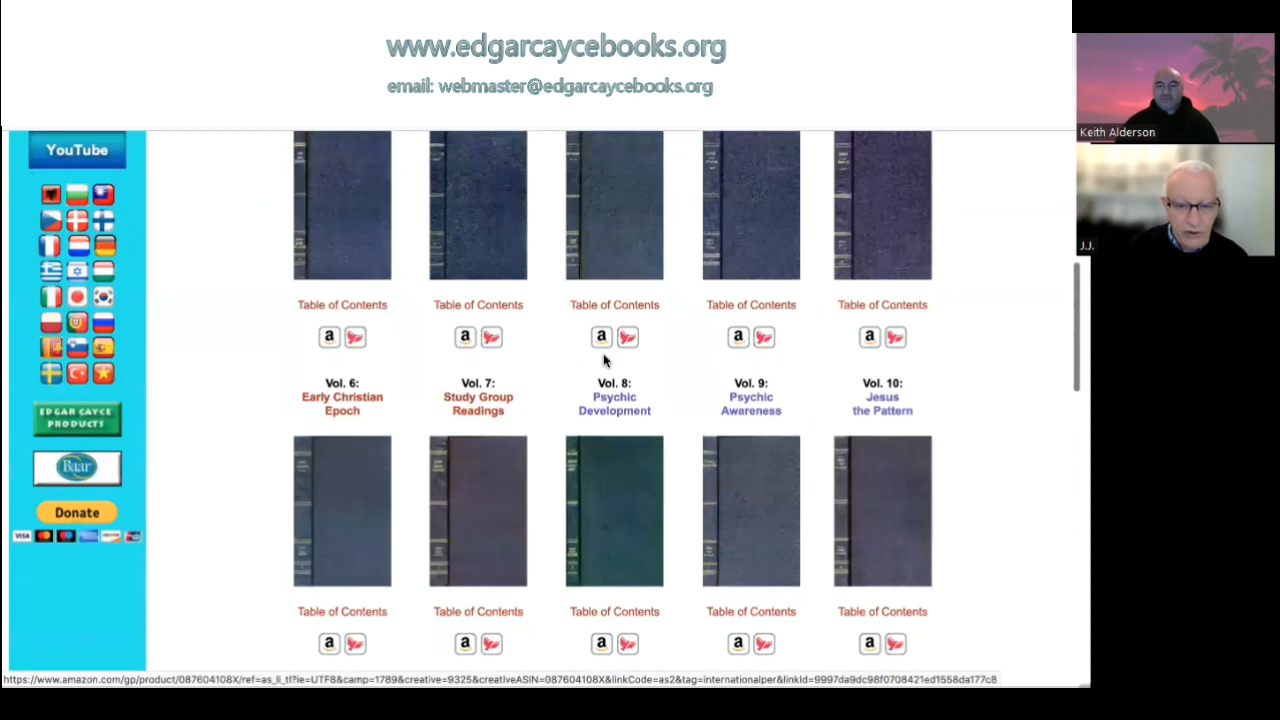 www.edgarcaycebooks.org
email: webmaster@edgarcaycebooks.org
YouTube
Keith Alderson
J.J.
Table of Contents
Table of Contents
Table of Contents
Table of Contents
Table of Contents
a
a
a
a
a
Vol. 6:
Early Christian
Epoch
Vol. 7:
Study Group
Readings
Vol. 8:
Psychic
Development
Vol. 9:
Psychic
Awareness
Vol. 10:
Jesus
the Pattern
EDGAR CAYCE
PRODUCTS
Baar
Donate
VISA
Table of Contents
Table of Contents
Table of Contents
Table of Contents
Table of Contents
a
a
a
a
a
https://www.amazon.com/gp/product/087604108X/ref=as_li_tl?ie=UTF8&camp=1789&creative=9325&creativeASIN=087604108X&linkCode=as2&tag=internationalper&linkId=9997da9dc98f0708421ed1558da177c8